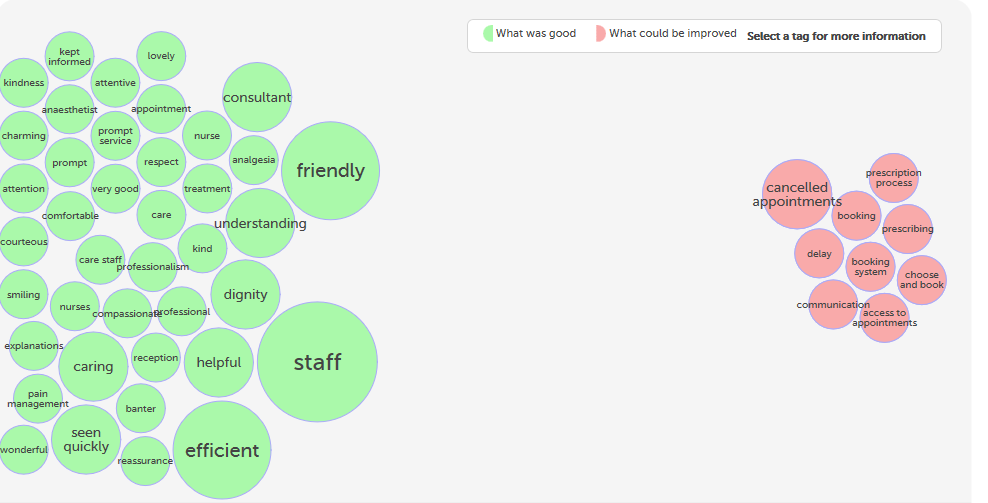 What was good
What could be improved
Select a tag for more information
kept
informed
lovely
kindness
attentive
consultant
anaesthetist
appointment
charming
prompt
service
nurse
prompt
respect
analgesia
friendly
attention
very good
treatment
comfortable
care
understanding
courteous
care staff
professionalism
kind
smiling
nurses
compassionate
professional
dignity
explanations
caring
reception
helpful
staff
pain
management
banter
seen
quickly
wonderful
reassurance
efficient
cancelled
appointments
prescription
process
booking
prescribing
delay
booking
system
choose
and book
communication
access to
appointments